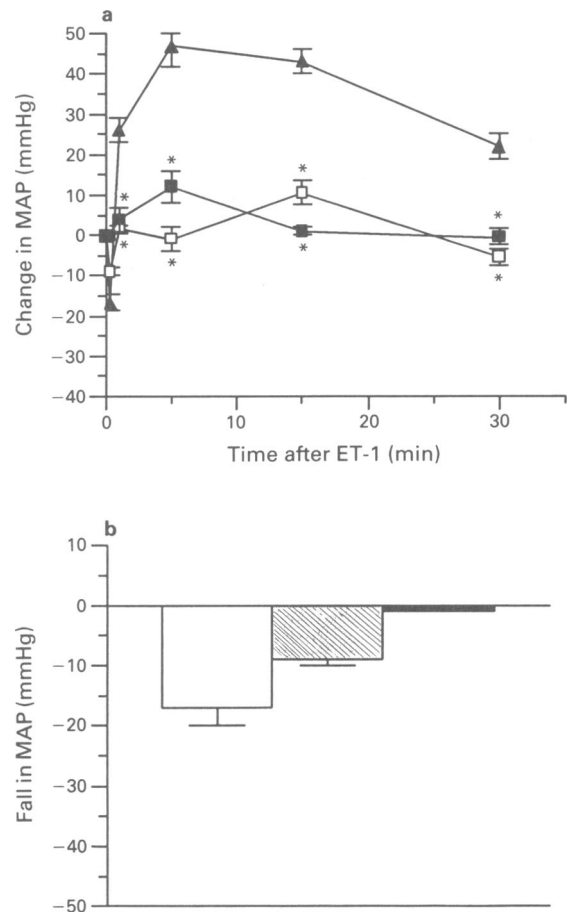 a
50
40
30
20
10
0
−10
−20
−30
−40
Change in MAP (mmHg)
* * * * * * * *
0 10 20 30
Time after ET-1 (min)
b
10
0
−10
−20
−30
−40
−50
Fall in MAP (mmHg)